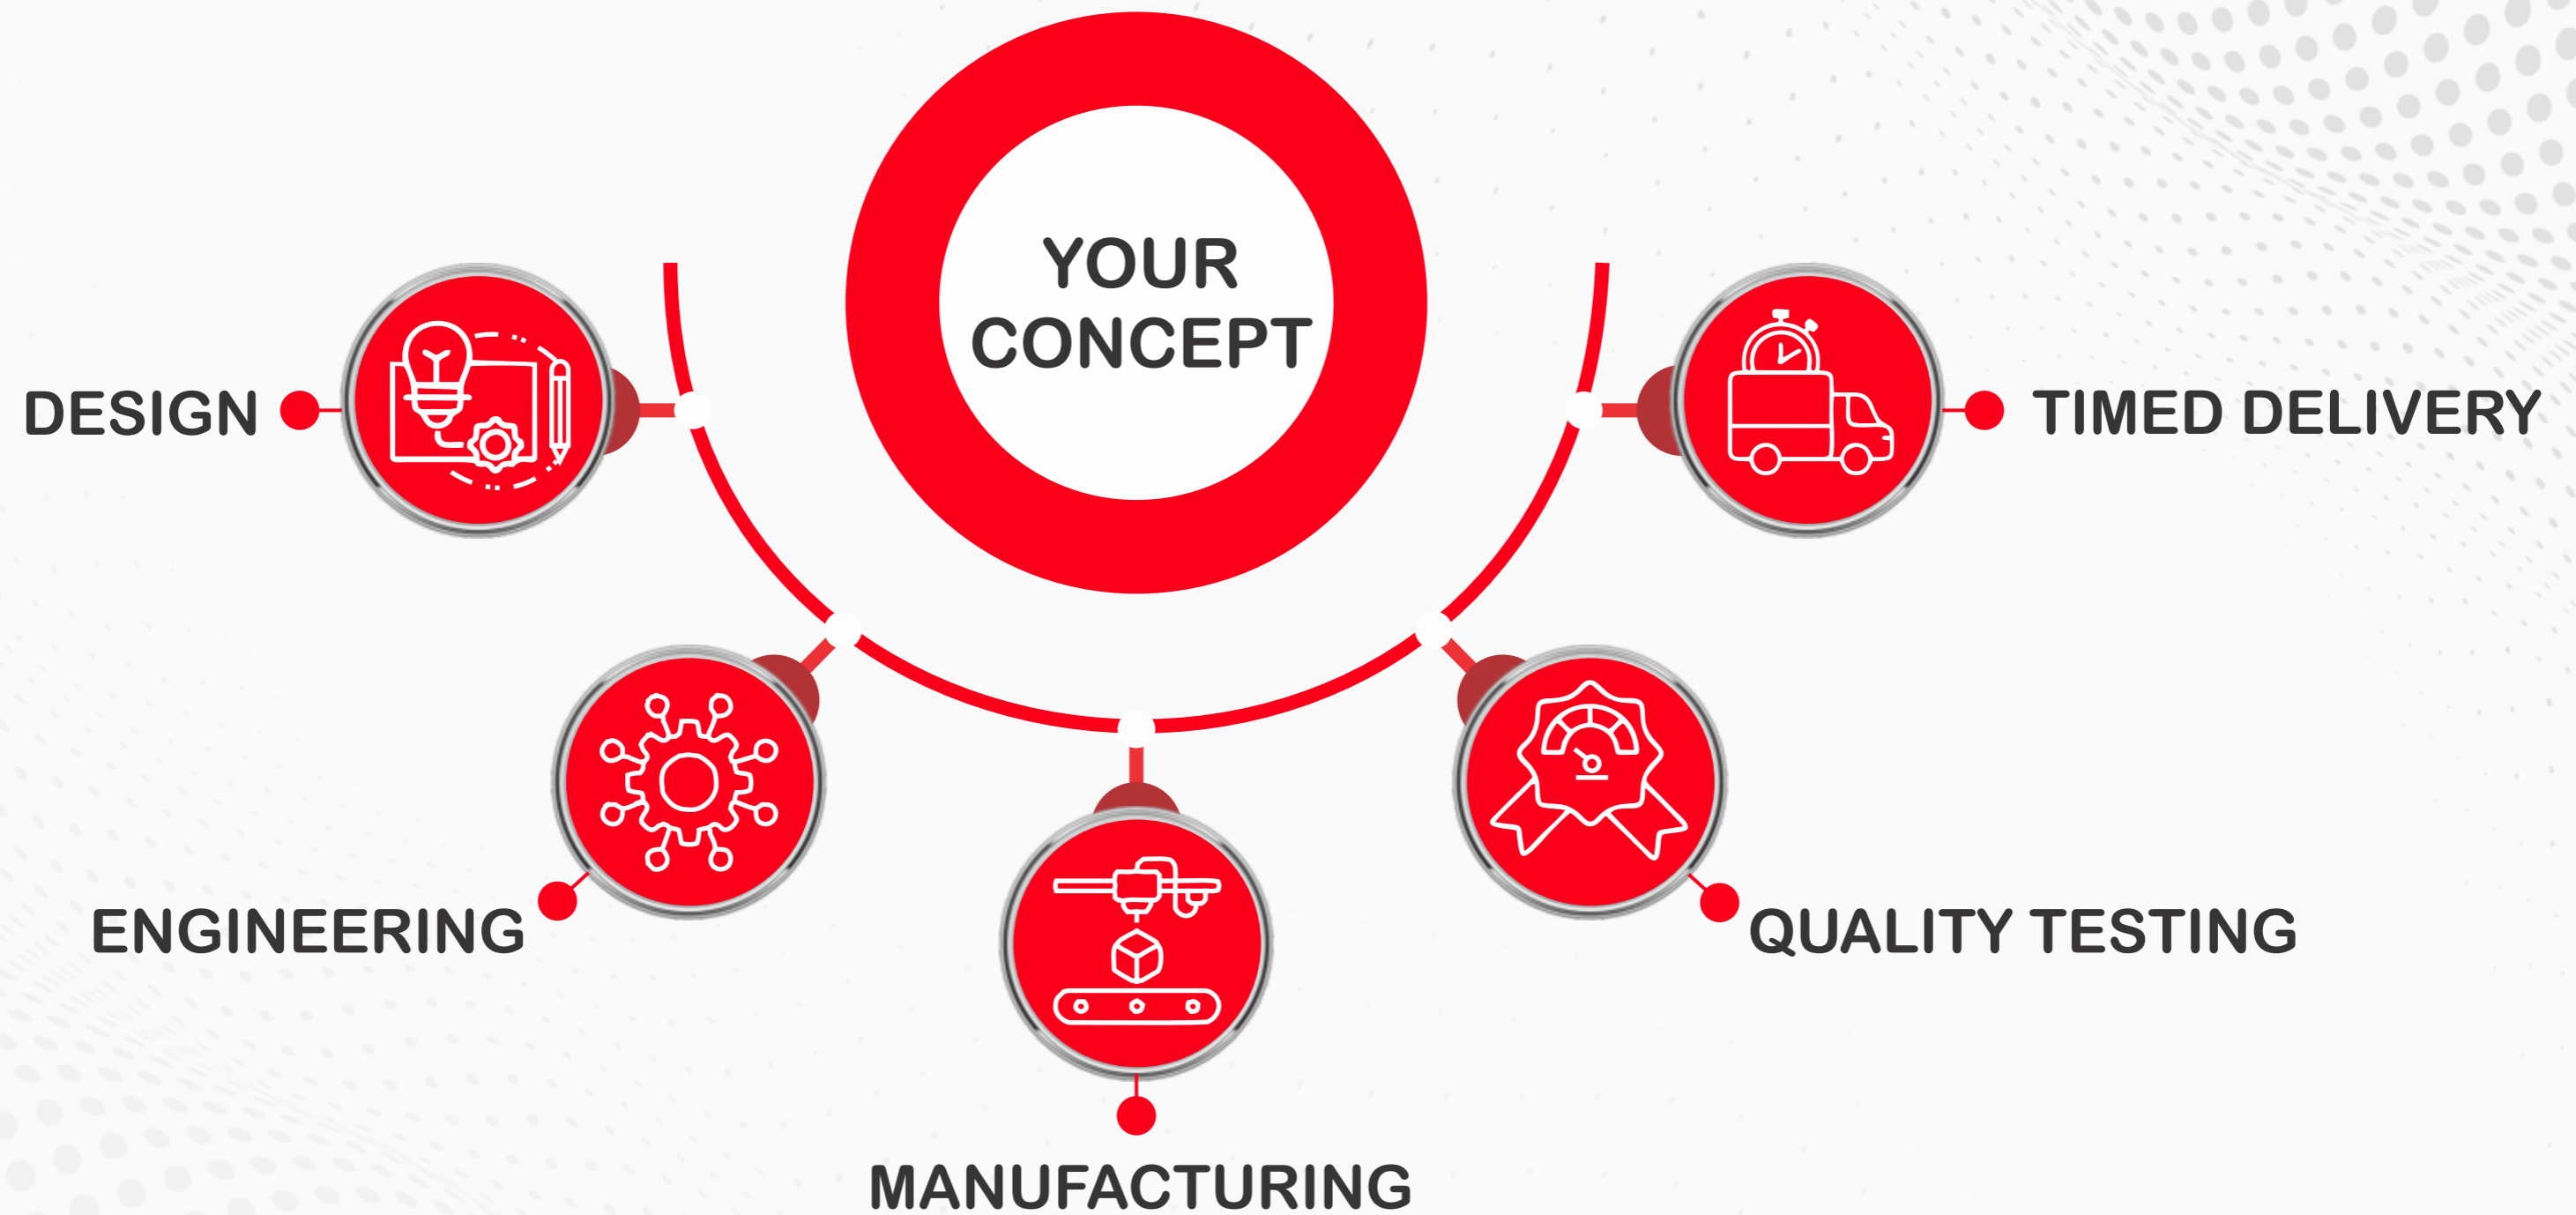 YOUR
CONCEPT
DESIGN
TIMED DELIVERY
ENGINEERING
QUALITY TESTING
MANUFACTURING